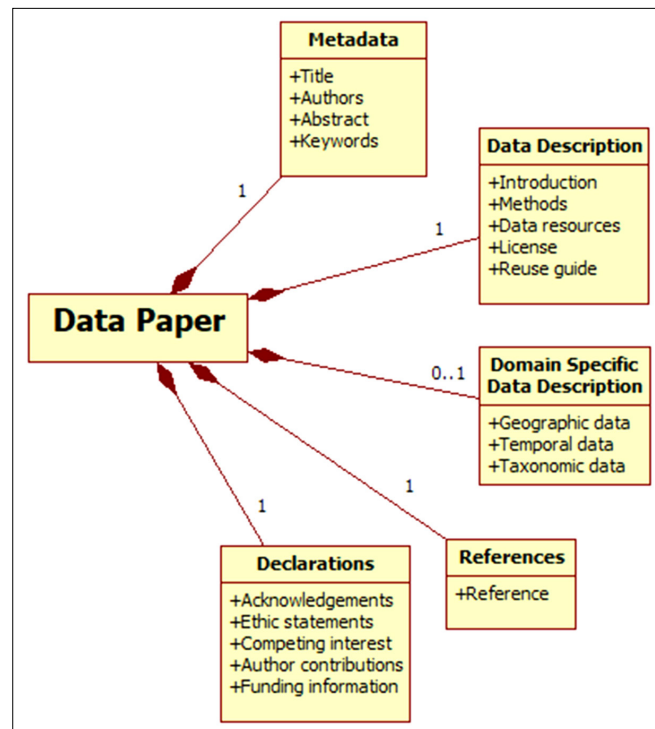 Metadata
+Title
+Authors
+Abstract
+Keywords
1
Data Description
+Introduction
+Methods
+Data resources
+License
+Reuse guide
1
Data Paper
Domain Specific
Data Description
+Geographic data
+Temporal data
+Taxonomic data
0..1
1
References
+Reference
1
Declarations
+Acknowledgements
+Ethic statements
+Competing interest
+Author contributions
+Funding information